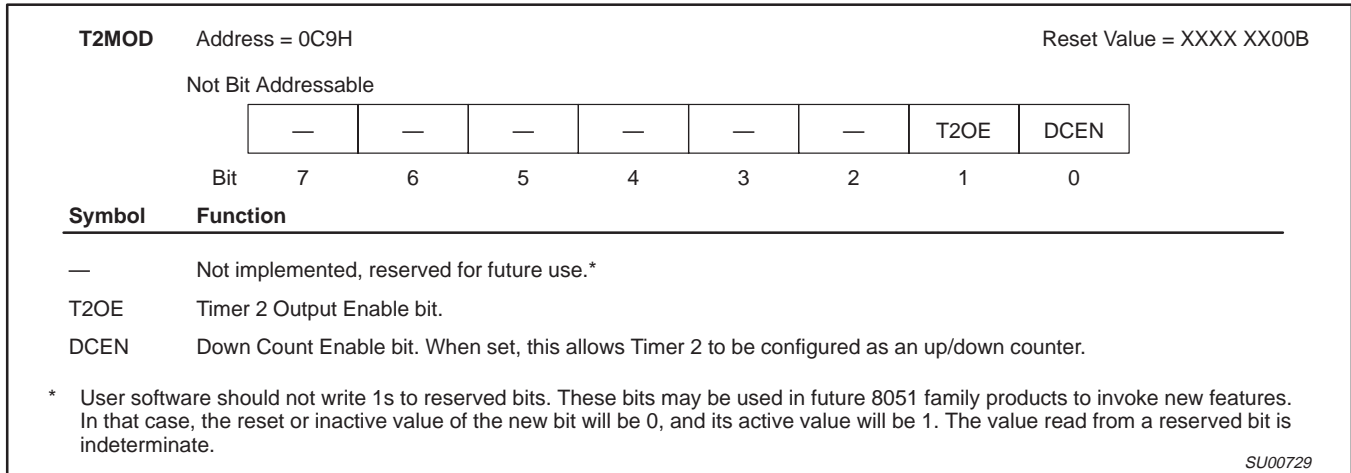 T2MOD Address = 0C9H Reset Value = XXXX XX00B
Not Bit Addressable
— — — — — — T2OE DCEN
Bit 7 6 5 4 3 2 1 0
Symbol Function
— Not implemented, reserved for future use.*
T2OE Timer 2 Output Enable bit.
DCEN Down Count Enable bit. When set, this allows Timer 2 to be configured as an up/down counter.
* User software should not write 1s to reserved bits. These bits may be used in future 8051 family products to invoke new features.
In that case, the reset or inactive value of the new bit will be 0, and its active value will be 1. The value read from a reserved bit is
indeterminate.
SU00729